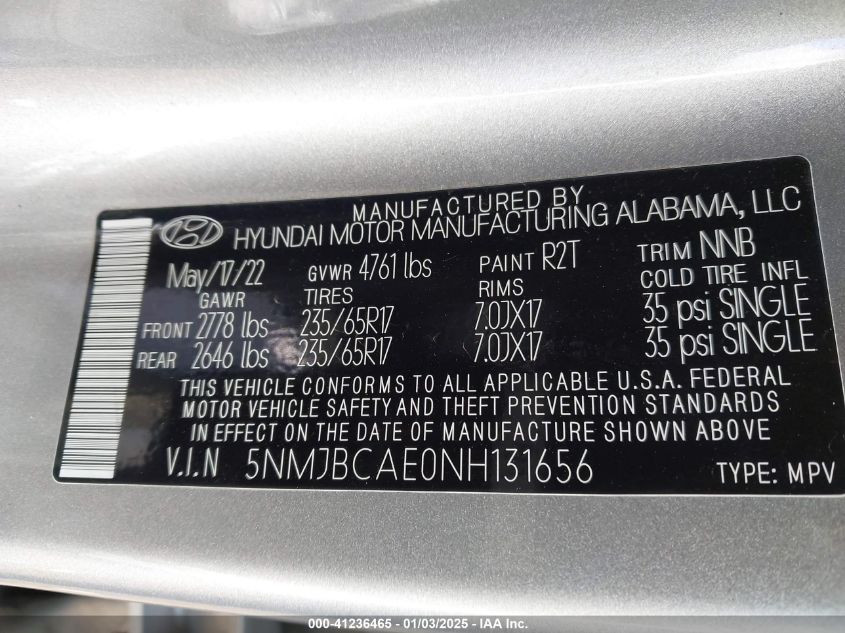 MANUFACTURED BY
HYUNDAI MOTOR MANUFACTURING ALABAMA, LLC
May/17/22 GVWR 4761 lbs PAINT R2T TRIM NNB
GAWR TIRES RIMS COLD TIRE INFL
FRONT 2778 lbs 235/65R17 7.0JX17 35 psi SINGLE
REAR 2646 lbs 235/65R17 7.0JX17 35 psi SINGLE
THIS VEHICLE CONFORMS TO ALL APPLICABLE U.S.A. FEDERAL
MOTOR VEHICLE SAFETY AND THEFT PREVENTION STANDARDS
IN EFFECT ON THE DATE OF MANUFACTURE SHOWN ABOVE
V.I.N 5NMJBCAE0NH131656 TYPE: MPV
000-41236465 - 01/03/2025 - IAA Inc.